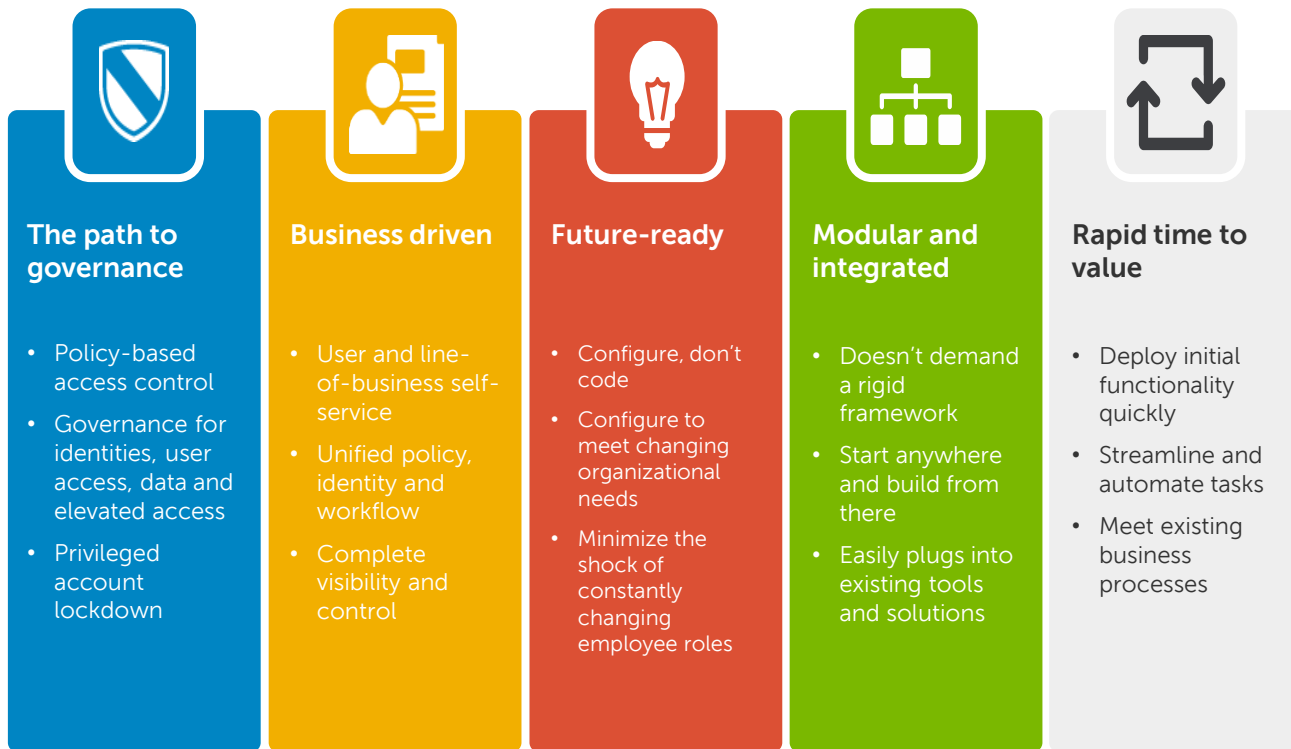 The path to
governance
• Policy-based
access control
• Governance for
identities, user
access, data and
elevated access
• Privileged
account
lockdown
Business driven
• User and line-
of-business self-
service
• Unified policy,
identity and
workflow
• Complete
visibility and
control
Future-ready
• Configure, don’t
code
• Configure to
meet changing
organizational
needs
• Minimize the
shock of
constantly
changing
employee roles
Modular and
integrated
• Doesn’t demand
a rigid
framework
• Start anywhere
and build from
there
• Easily plugs into
existing tools
and solutions
Rapid time to
value
• Deploy initial
functionality
quickly
• Streamline and
automate tasks
• Meet existing
business
processes